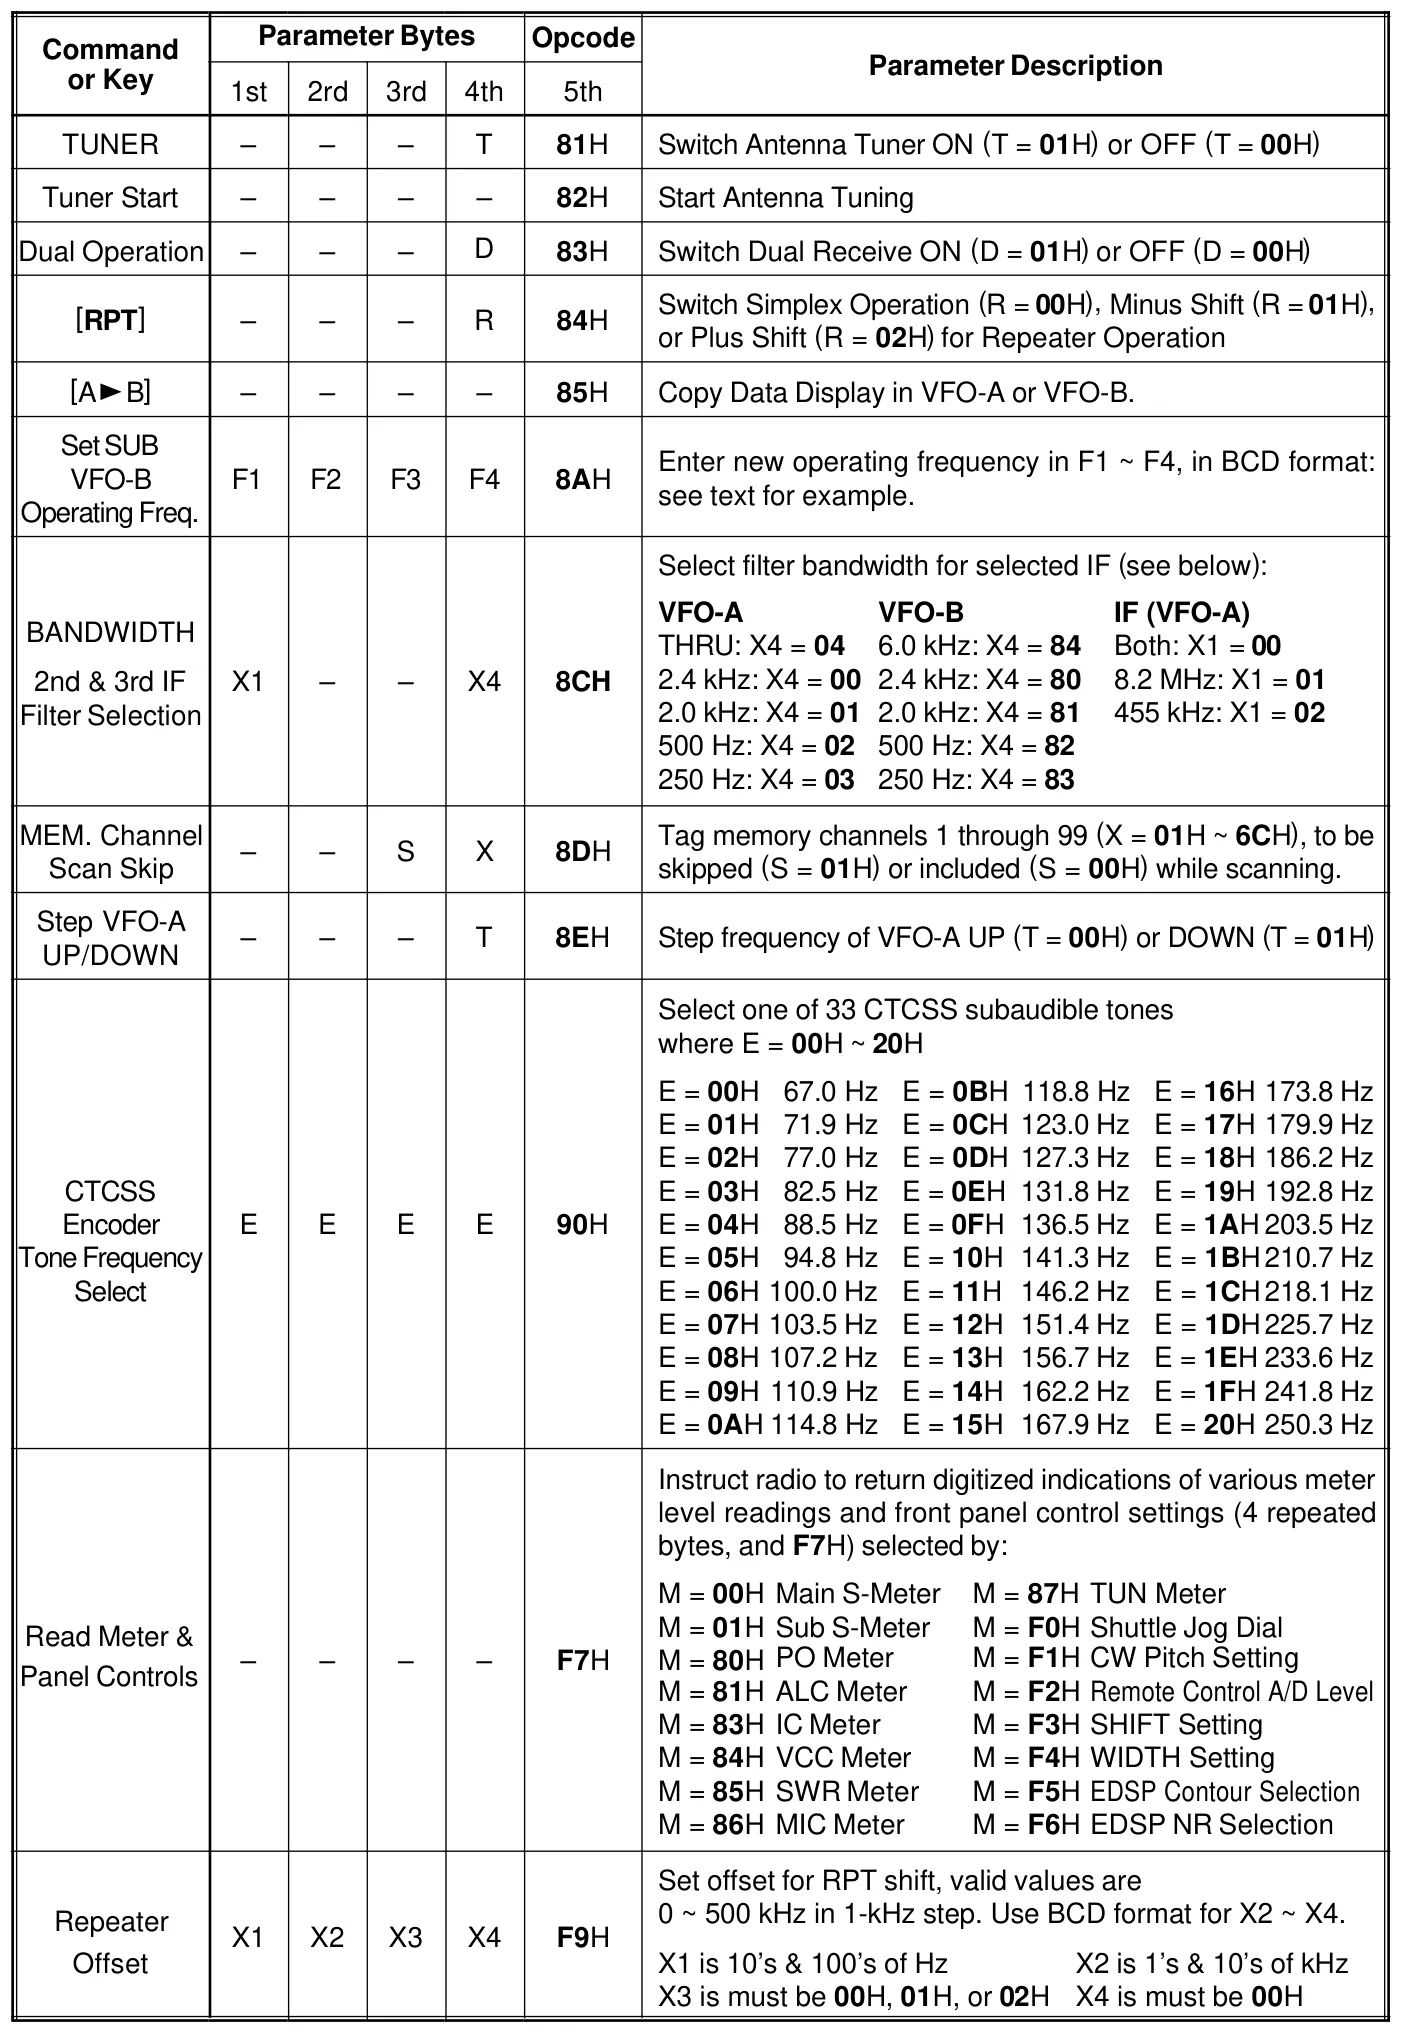 Command or Key | Parameter Bytes | Opcode | Parameter Description
1st | 2rd | 3rd | 4th | 5th
TUNER | – | – | – | T | 81H | Switch Antenna Tuner ON (T = 01H) or OFF (T = 00H)
Tuner Start | – | – | – | – | 82H | Start Antenna Tuning
Dual Operation | – | – | – | D | 83H | Switch Dual Receive ON (D = 01H) or OFF (D = 00H)
[RPT] | – | – | – | R | 84H | Switch Simplex Operation (R = 00H), Minus Shift (R = 01H),
or Plus Shift (R = 02H) for Repeater Operation
[A►B] | – | – | – | – | 85H | Copy Data Display in VFO-A or VFO-B.
Set SUB
VFO-B
Operating Freq. | F1 | F2 | F3 | F4 | 8AH | Enter new operating frequency in F1 ~ F4, in BCD format:
see text for example.
BANDWIDTH
2nd & 3rd IF
Filter Selection | X1 | – | – | X4 | 8CH | Select filter bandwidth for selected IF (see below):
VFO-A VFO-B IF (VFO-A)
THRU: X4 = 04 6.0 kHz: X4 = 84 Both: X1 = 00
2.4 kHz: X4 = 00 2.4 kHz: X4 = 80 8.2 MHz: X1 = 01
2.0 kHz: X4 = 01 2.0 kHz: X4 = 81 455 kHz: X1 = 02
500 Hz: X4 = 02 500 Hz: X4 = 82
250 Hz: X4 = 03 250 Hz: X4 = 83
MEM. Channel
Scan Skip | – | – | S | X | 8DH | Tag memory channels 1 through 99 (X = 01H ~ 6CH), to be
skipped (S = 01H) or included (S = 00H) while scanning.
Step VFO-A
UP/DOWN | – | – | – | T | 8EH | Step frequency of VFO-A UP (T = 00H) or DOWN (T = 01H)
CTCSS
Encoder
Tone Frequency
Select | E | E | E | E | 90H | Select one of 33 CTCSS subaudible tones
where E = 00H ~ 20H
E = 00H 67.0 Hz E = 0BH 118.8 Hz E = 16H 173.8 Hz
E = 01H 71.9 Hz E = 0CH 123.0 Hz E = 17H 179.9 Hz
E = 02H 77.0 Hz E = 0DH 127.3 Hz E = 18H 186.2 Hz
E = 03H 82.5 Hz E = 0EH 131.8 Hz E = 19H 192.8 Hz
E = 04H 88.5 Hz E = 0FH 136.5 Hz E = 1AH 203.5 Hz
E = 05H 94.8 Hz E = 10H 141.3 Hz E = 1BH 210.7 Hz
E = 06H 100.0 Hz E = 11H 146.2 Hz E = 1CH 218.1 Hz
E = 07H 103.5 Hz E = 12H 151.4 Hz E = 1DH 225.7 Hz
E = 08H 107.2 Hz E = 13H 156.7 Hz E = 1EH 233.6 Hz
E = 09H 110.9 Hz E = 14H 162.2 Hz E = 1FH 241.8 Hz
E = 0AH 114.8 Hz E = 15H 167.9 Hz E = 20H 250.3 Hz
Read Meter &
Panel Controls | – | – | – | – | F7H | Instruct radio to return digitized indications of various meter
level readings and front panel control settings (4 repeated
bytes, and F7H) selected by:
M = 00H Main S-Meter M = 87H TUN Meter
M = 01H Sub S-Meter M = F0H Shuttle Jog Dial
M = 80H PO Meter M = F1H CW Pitch Setting
M = 81H ALC Meter M = F2H Remote Control A/D Level
M = 83H IC Meter M = F3H SHIFT Setting
M = 84H VCC Meter M = F4H WIDTH Setting
M = 85H SWR Meter M = F5H EDSP Contour Selection
M = 86H MIC Meter M = F6H EDSP NR Selection
Repeater
Offset | X1 | X2 | X3 | X4 | F9H | Set offset for RPT shift, valid values are
0 ~ 500 kHz in 1-kHz step. Use BCD format for X2 ~ X4.
X1 is 10’s & 100’s of Hz X2 is 1’s & 10’s of kHz
X3 is must be 00H, 01H, or 02H X4 is must be 00H